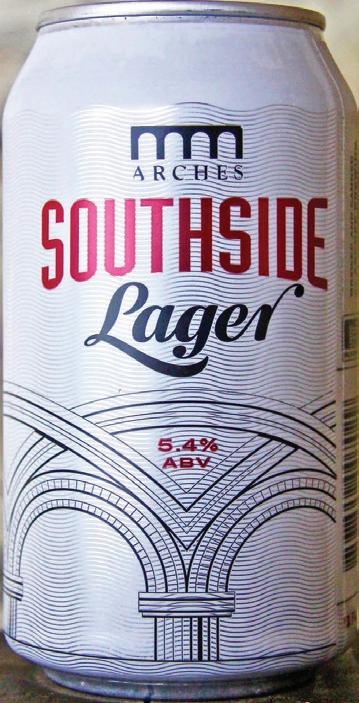 ARCHES
SOUTHSIDE
Lager
5.4%
ABV